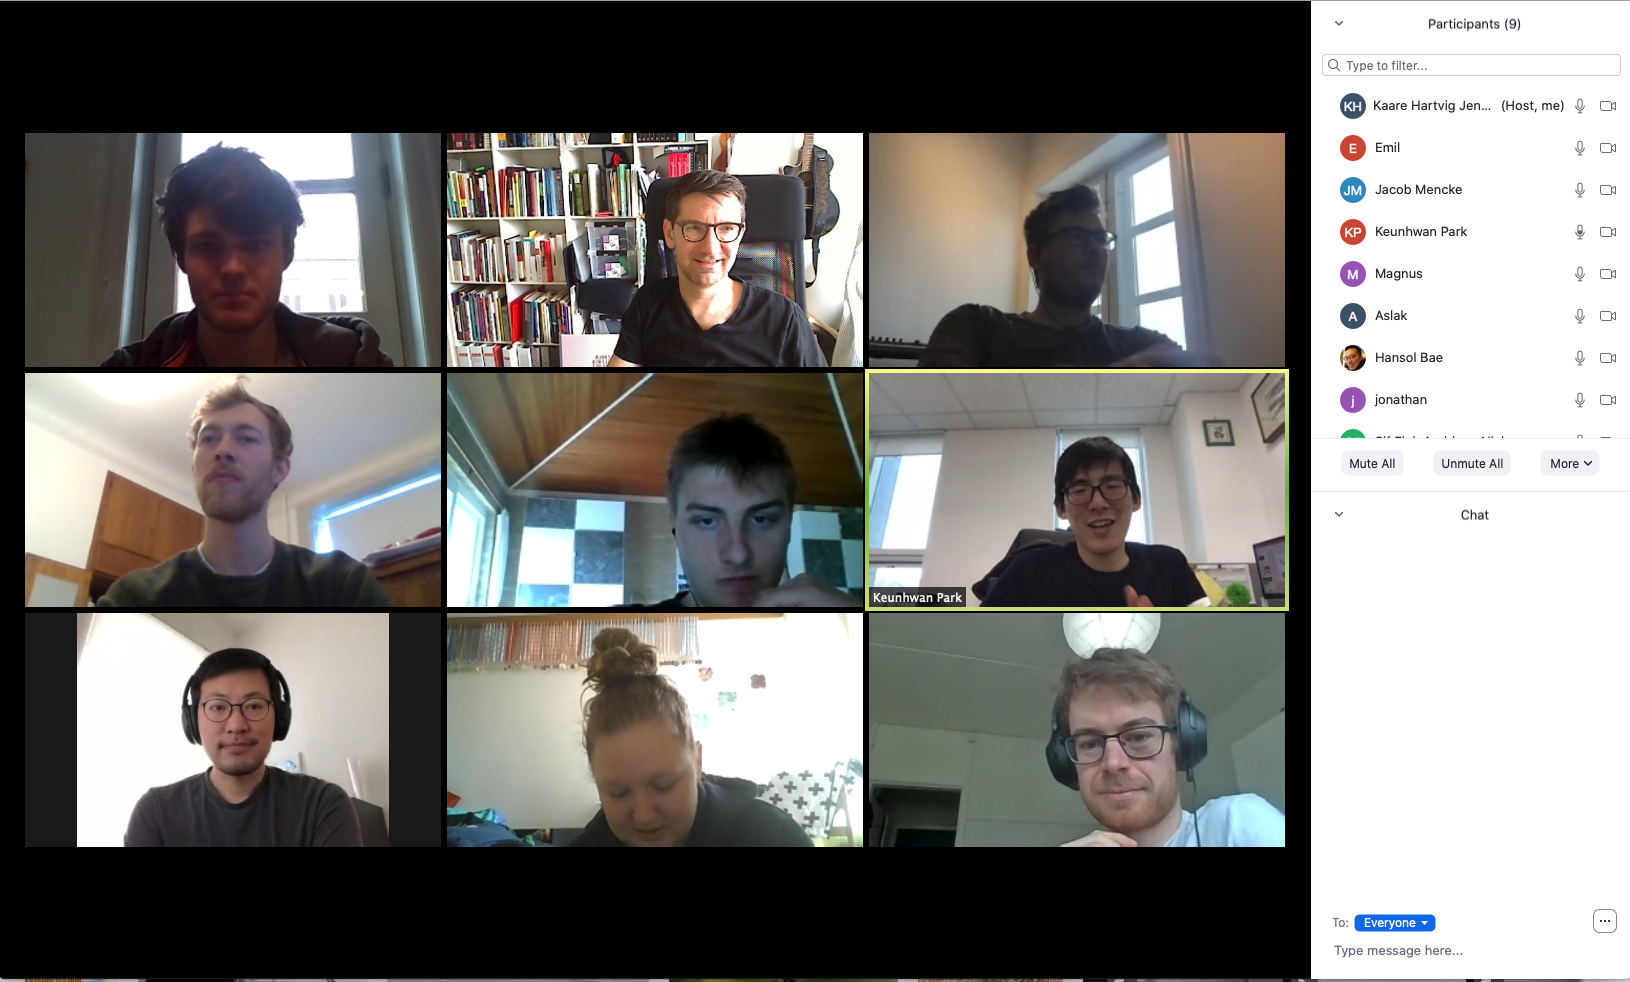 Participants (9)
Type to filter...
KH Kaare Hartvig Jen... (Host, me)
E Emil
JM Jacob Mencke
KP Keunhwan Park
M Magnus
A Aslak
Hansol Bae
j jonathan
Mute All Unmute All More
Chat
Keunhwan Park
To: Everyone
Type message here...